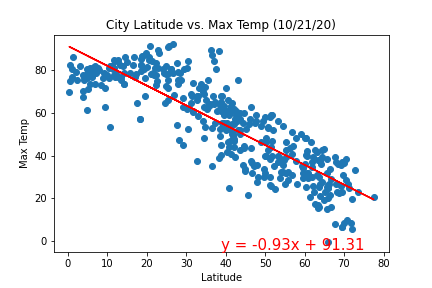 City Latitude vs. Max Temp (10/21/20)
Max Temp
80
60
40
20
0
y = -0.93x + 91.31
0 10 20 30 40 50 60 70 80
Latitude